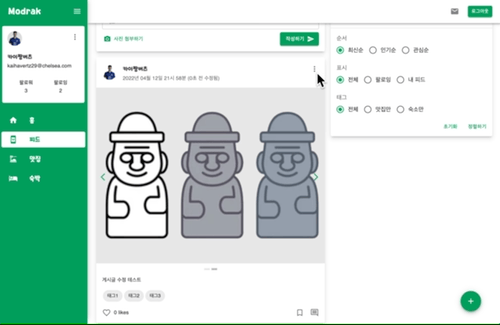 Modrak
로그아웃
카이펠버츠
kaihavertz29@chelsea.com
팔로워
팔로잉
3
2
홈
피드
맛집
숙박
사진 첨부하기
작성하기
카이펠버츠
2022년 04월 12일 21시 58분 (0초 전 수정됨)
게시글 수정 테스트
태그1
태그2
태그3
0 likes
순서
최신순
인기순
관심순
표시
전체
팔로잉
내 피드
태그
전체
맛집만
숙소만
초기화
정렬하기